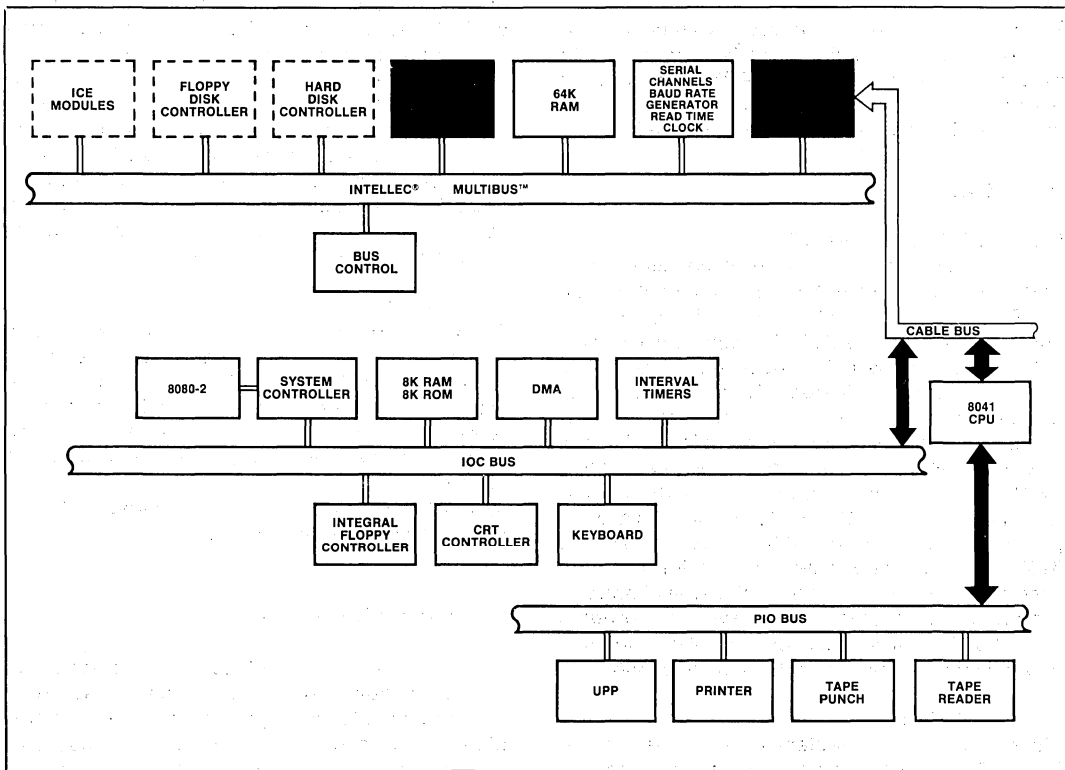 ICE
MODULES
FLOPPY
DISK
CONTROLLER
HARD
DISK
CONTROLLER
64K
RAM
SERIAL
CHANNELS
BAUD RATE
GENERATOR
READ TIME
CLOCK
INTELLEC® MULTIBUS™
BUS
CONTROL
CABLE BUS
8080-2
SYSTEM
CONTROLLER
8K RAM
8K ROM
DMA
INTERVAL
TIMERS
8041
CPU
IOC BUS
INTEGRAL
FLOPPY
CONTROLLER
CRT
CONTROLLER
KEYBOARD
PIO BUS
UPP
PRINTER
TAPE
PUNCH
TAPE
READER